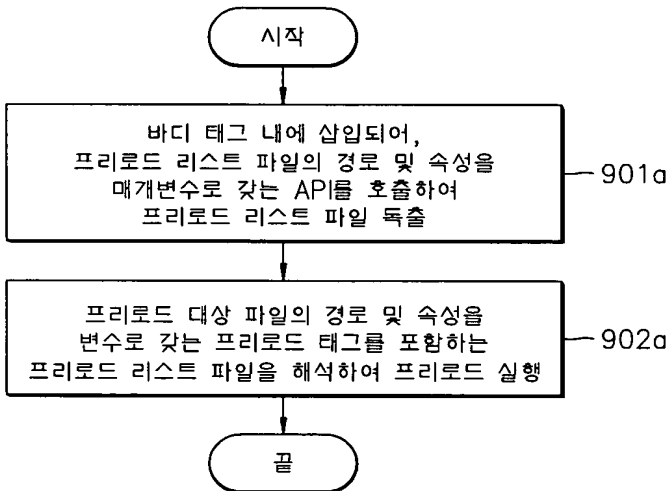 시작
바디 태그 내에 삽입되어,
프리로드 리스트 파일의 경로 및 속성을
매개변수로 갖는 API를 호출하여
프리로드 리스트 파일 독출
901a
프리로드 대상 파일의 경로 및 속성을
변수로 갖는 프리로드 태그를 포함하는
프리로드 리스트 파일을 해석하여 프리로드 실행
902a
끝